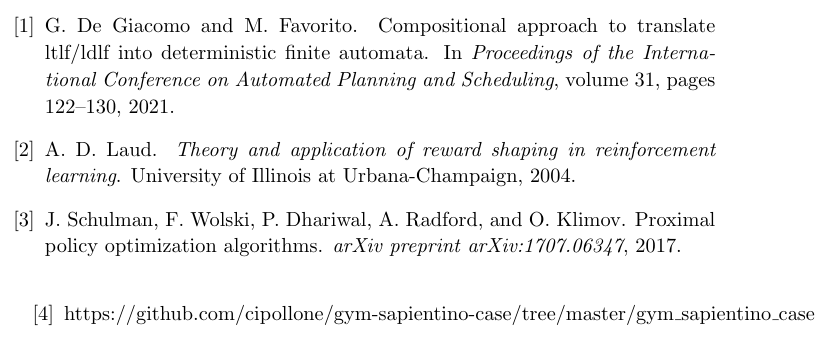 [1] G. De Giacomo and M. Favorito. Compositional approach to translate
ltlf/ldlf into deterministic finite automata. In Proceedings of the Interna-
tional Conference on Automated Planning and Scheduling, volume 31, pages
122–130, 2021.
[2] A. D. Laud. Theory and application of reward shaping in reinforcement
learning. University of Illinois at Urbana-Champaign, 2004.
[3] J. Schulman, F. Wolski, P. Dhariwal, A. Radford, and O. Klimov. Proximal
policy optimization algorithms. arXiv preprint arXiv:1707.06347, 2017.
[4] https://github.com/cipollone/gym-sapientino-case/tree/master/gym_sapientino_case